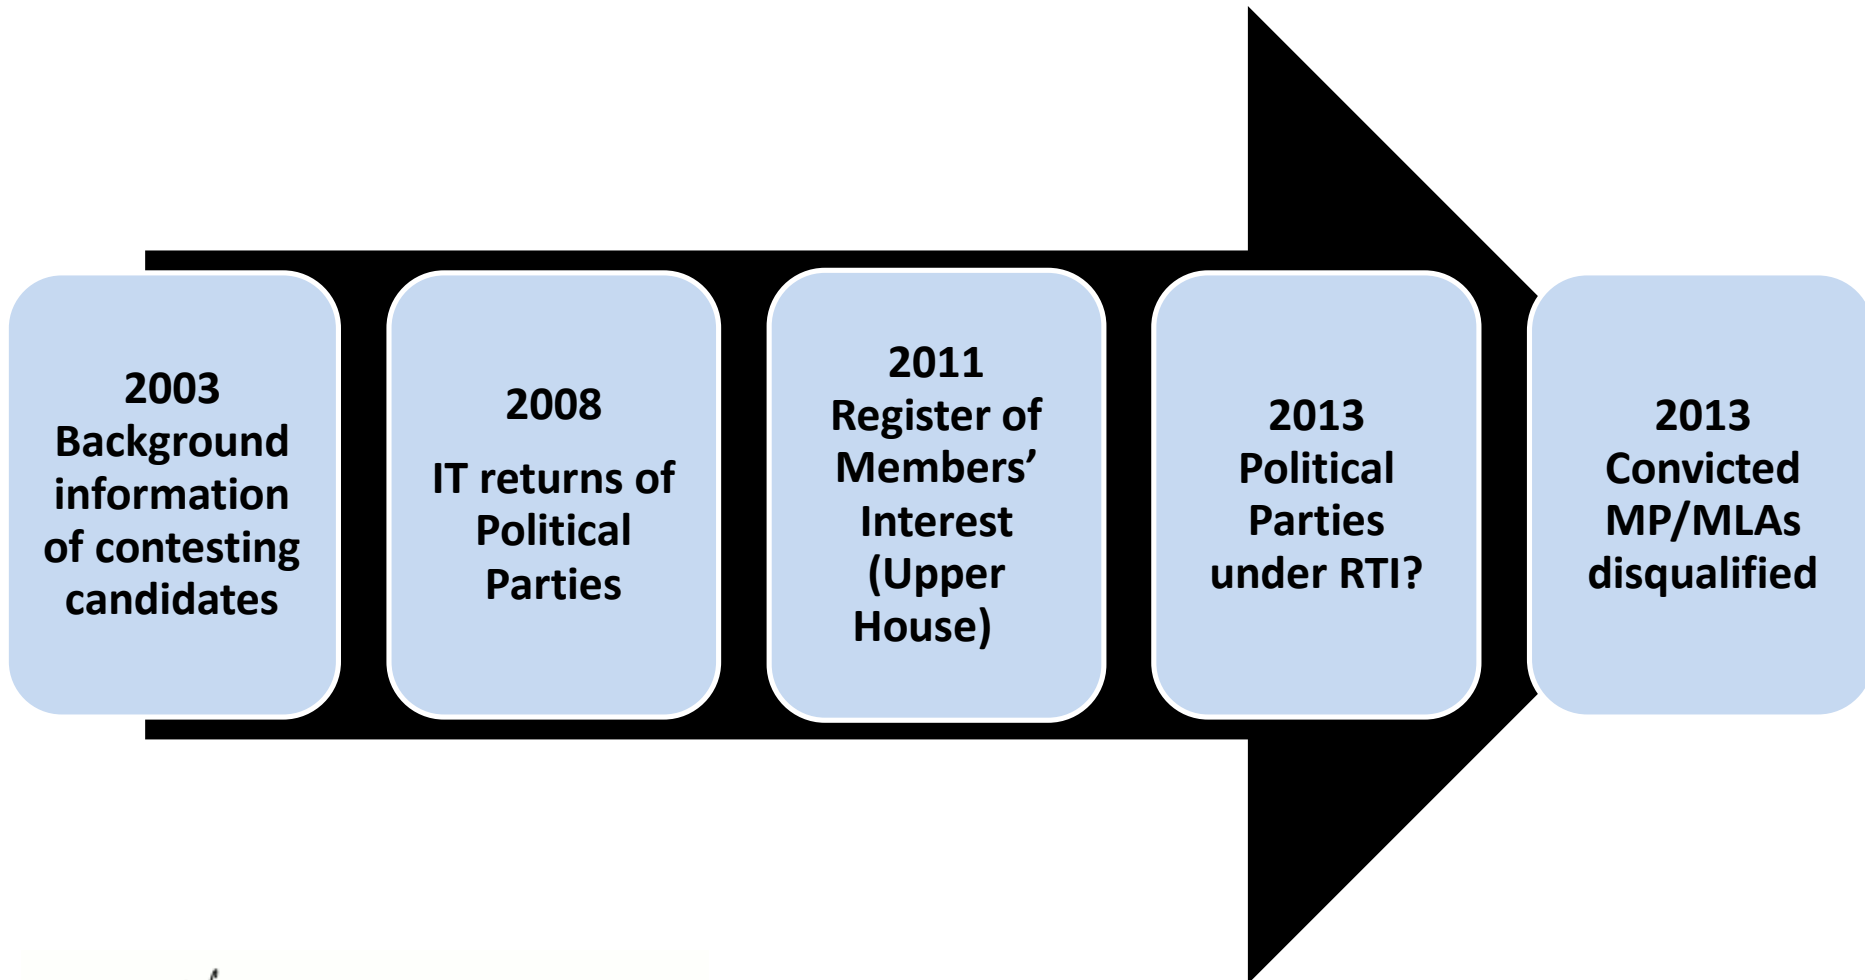 2003
Background
information
of contesting
candidates
2008
IT returns of
Political
Parties
2011
Register of
Members’
Interest
(Upper
House)
2013
Political
Parties
under RTI?
2013
Convicted
MP/MLAs
disqualified